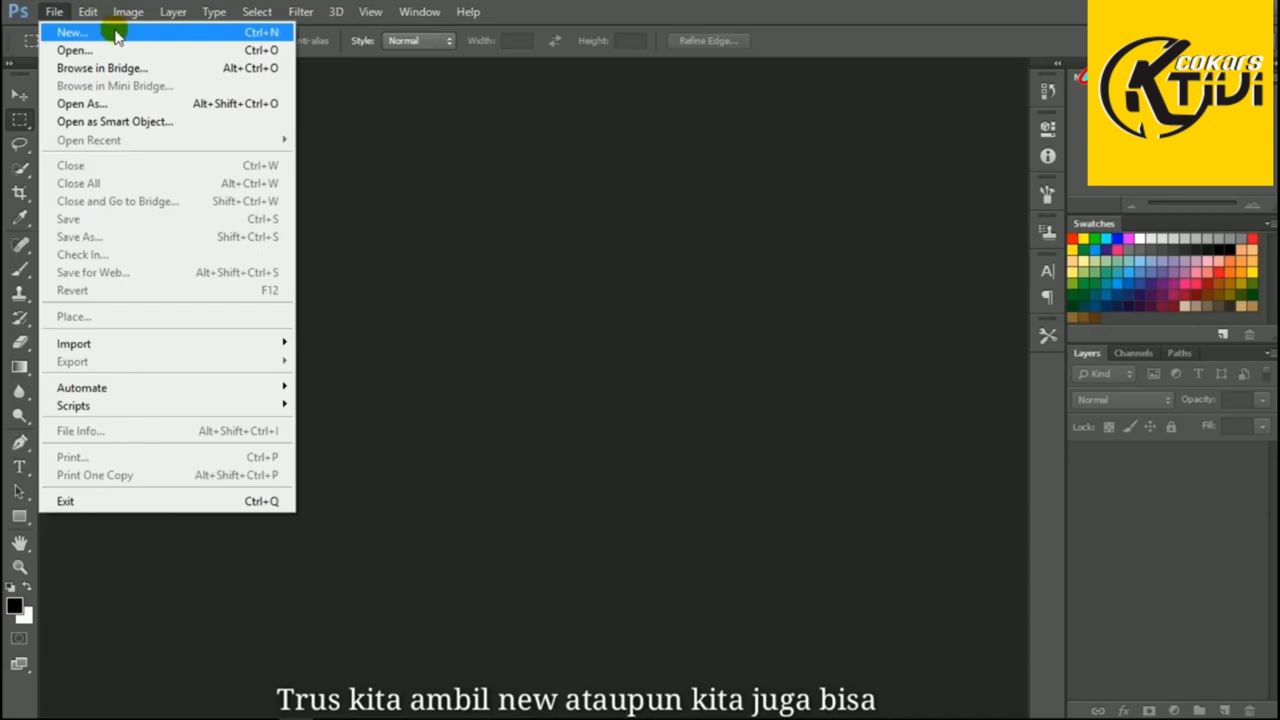 Ps File Edit Image Layer Type Select Filter 3D View Window Help
New... Ctrl+N
anti-alias Style: Normal Width: Height: Refine Edge...
Open... Ctrl+O
Browse in Bridge... Alt+Ctrl+O
Browse in Mini Bridge...
Open As... Alt+Shift+Ctrl+O
Open as Smart Object...
Open Recent
Close Ctrl+W
Close All Alt+Ctrl+W
Close and Go to Bridge... Shift+Ctrl+W
Save Ctrl+S
Save As... Shift+Ctrl+S
Check In...
Save for Web... Alt+Shift+Ctrl+S
Revert F12
Place...
Import
Export
Automate
Scripts
File Info... Alt+Shift+Ctrl+I
Print... Ctrl+P
Print One Copy Alt+Shift+Ctrl+P
Exit Ctrl+Q
cokars
K TIVI
Swatches
Layers Channels Paths
Kind
Normal Opacity:
Lock: Fill:
fx
Trus kita ambil new ataupun kita juga bisa